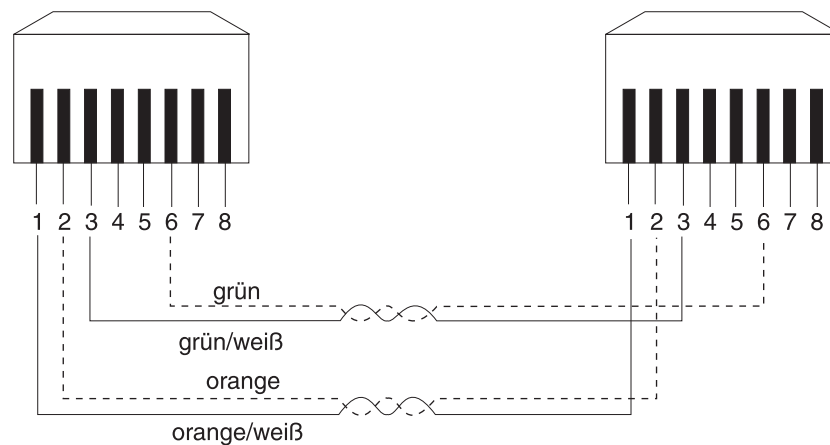 1 2 3 4 5 6 7 8
1 2 3 4 5 6 7 8
grün
grün/weiß
orange
orange/weiß